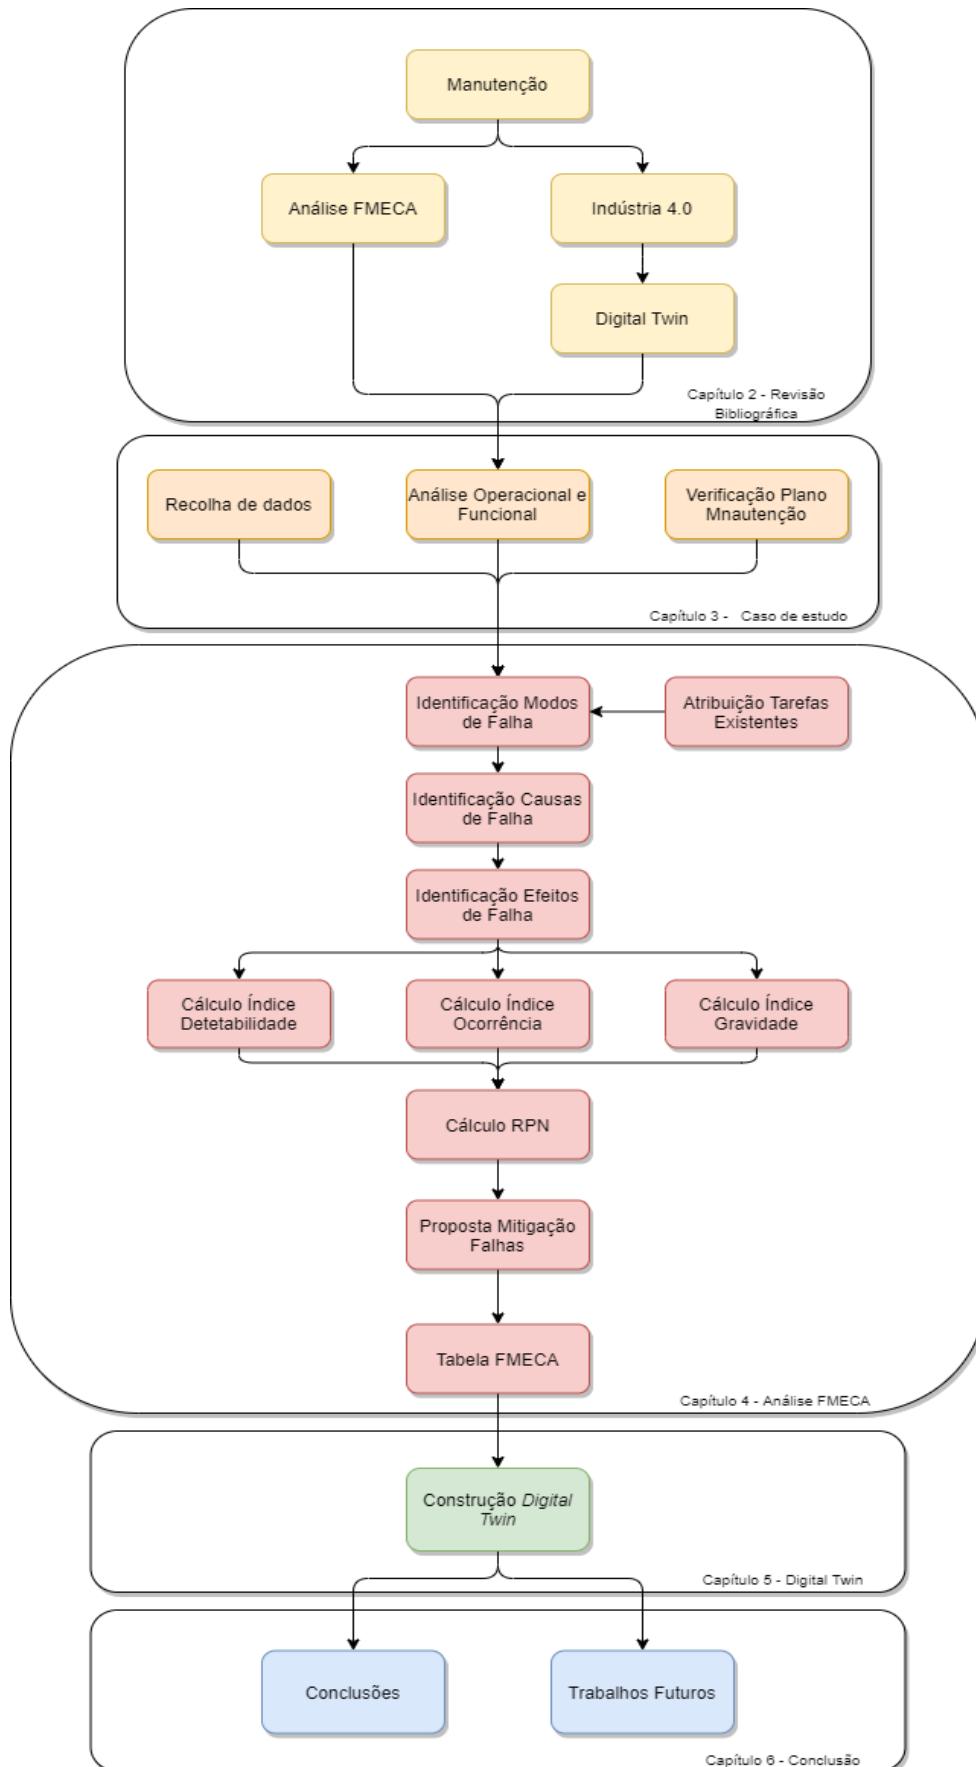 Manutenção
Análise FMECA
Indústria 4.0
Digital Twin
Capítulo 2 - Revisão
Bibliográfica
Recolha de dados
Análise Operacional e
Funcional
Verificação Plano
Mnautenção
Capítulo 3 - Caso de estudo
Identificação Modos
de Falha
Atribuição Tarefas
Existentes
Identificação Causas
de Falha
Identificação Efeitos
de Falha
Cálculo Índice
Detetabilidade
Cálculo Índice
Ocorrência
Cálculo Índice
Gravidade
Cálculo RPN
Proposta Mitigação
Falhas
Tabela FMECA
Capítulo 4 - Análise FMECA
Construção Digital
Twin
Capítulo 5 - Digital Twin
Conclusões
Trabalhos Futuros
Capítulo 6 - Conclusão